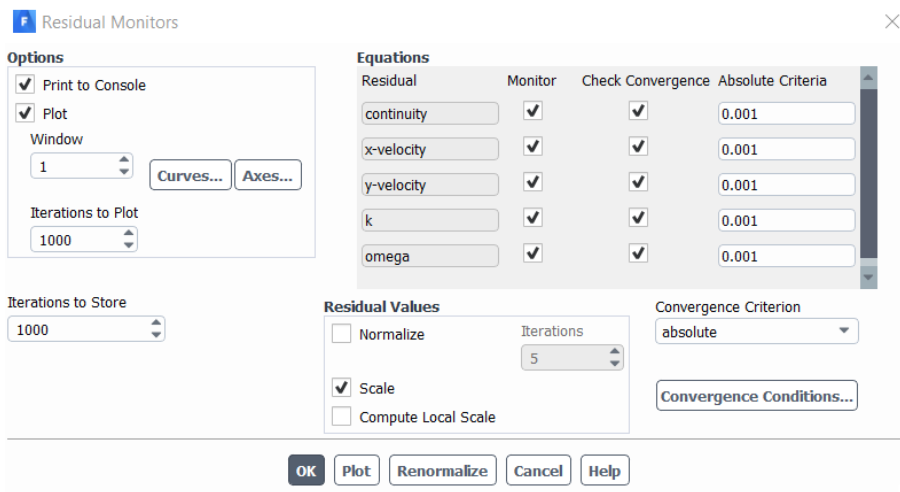 F Residual Monitors
Options
Print to Console
Plot
Window
1
Curves...
Axes...
Iterations to Plot
1000
Equations
Residual Monitor Check Convergence Absolute Criteria
continuity 0.001
x-velocity 0.001
y-velocity 0.001
k 0.001
omega 0.001
Iterations to Store
1000
Residual Values
Normalize
Iterations
5
Scale
Compute Local Scale
Convergence Criterion
absolute
Convergence Conditions...
OK Plot Renormalize Cancel Help